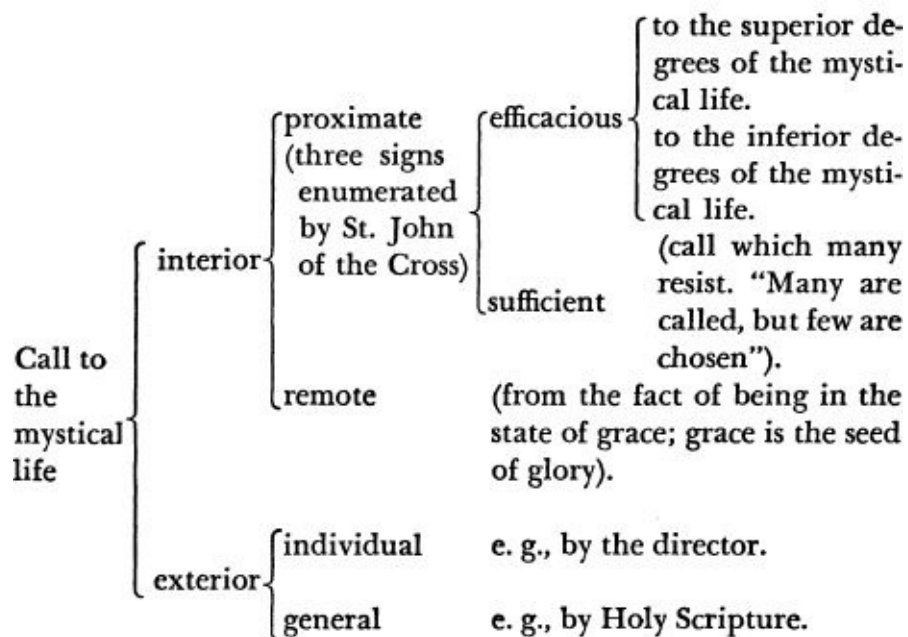 to the superior de-
grees of the mysti-
cal life.
proximate efficacious
to the inferior de-
(three signs
grees of the mysti-
enumerated
cal life.
by St. John
(call which many
interior
of the Cross)
resist. “Many are
sufficient
called, but few are
chosen”).
Call to
the
remote (from the fact of being in the
mystical
state of grace; grace is the seed
life
of glory).
individual e. g., by the director.
exterior
general e. g., by Holy Scripture.